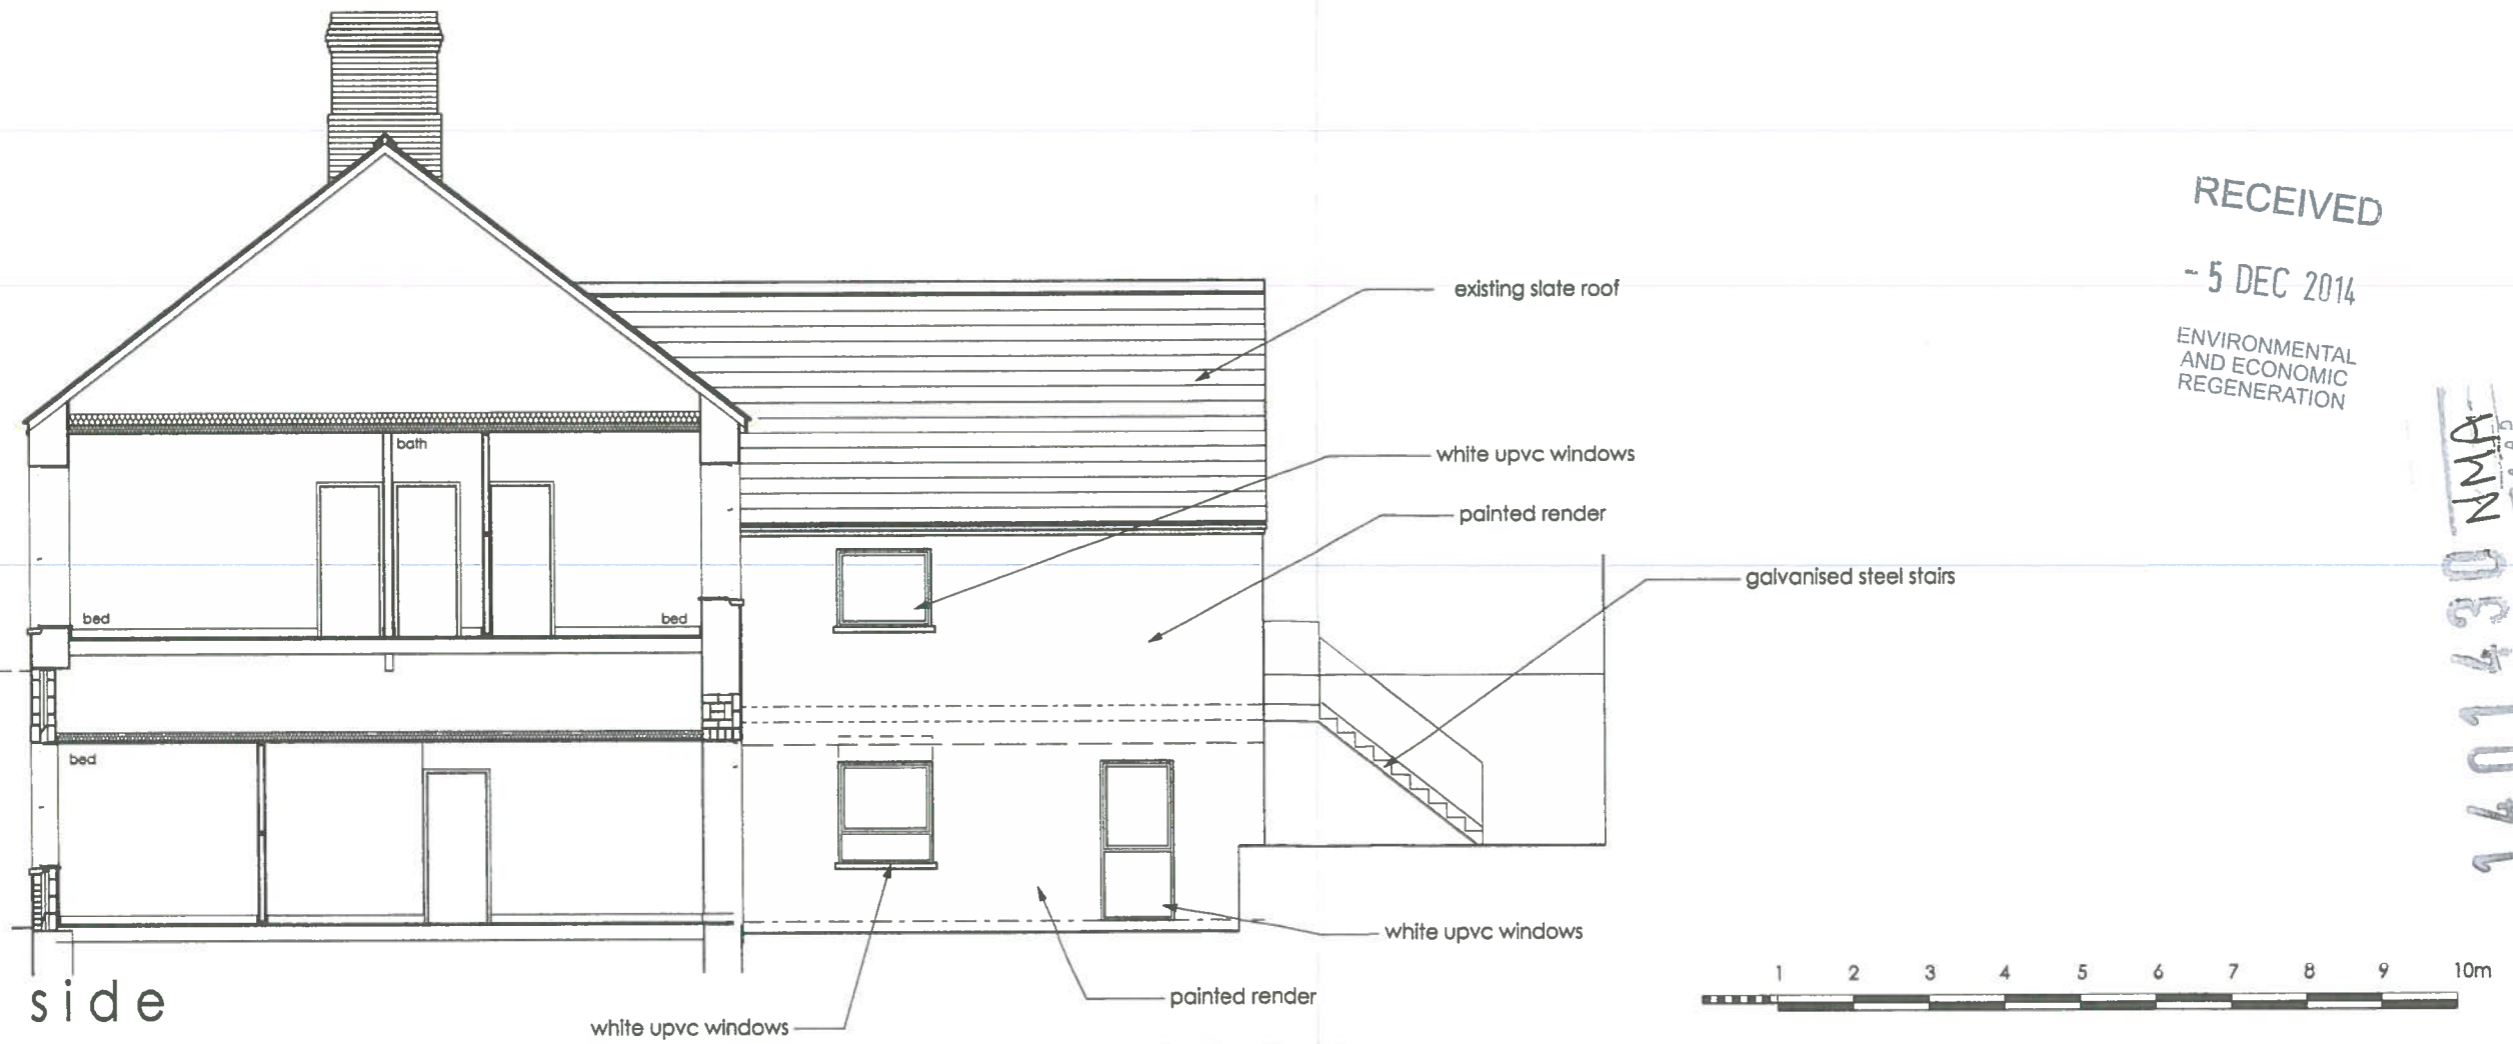 RECEIVED
- 5 DEC 2014
ENVIRONMENTAL
AND ECONOMIC
REGENERATION
existing slate roof
bath
white upvc windows
painted render
galvanised steel stairs
bed
bed
bed
white upvc windows
painted render
white upvc windows
side
1 2 3 4 5 6 7 8 9 10m
1401430 NMA